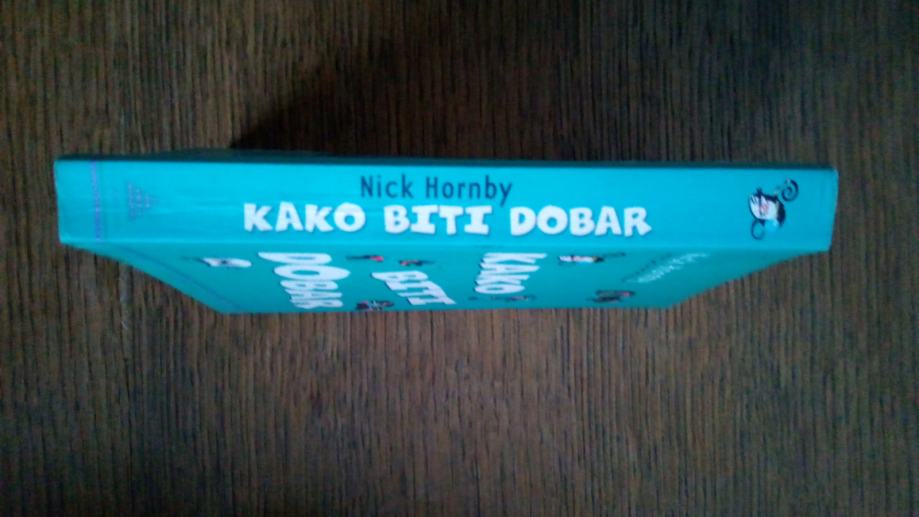 Nick Hornby
KAKO BITI DOBAR
KAKO
BITI
DOBAR